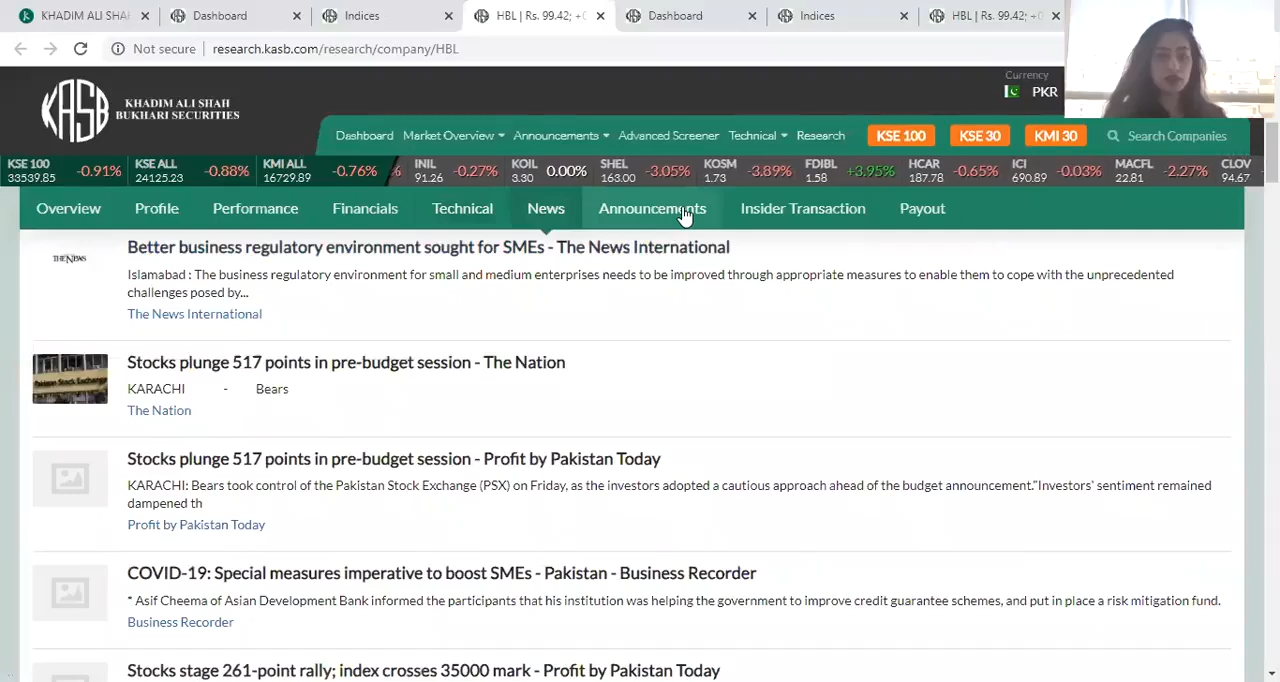 KHADIM ALI SHA
Dashboard
Indices
HBL | Rs. 99.42; +0
Dashboard
Indices
HBL | Rs. 99.42; +0
Not secure
research.kasb.com/research/company/HBL
KASB
KHADIM ALI SHAH
BUKHARI SECURITIES
Currency
PKR
Dashboard Market Overview Announcements Advanced Screener Technical Research KSE 100 KSE 30 KMI 30 Search Companies
KSE 100 33539.85 -0.91%
KSE ALL 24125.23 -0.88%
KMI ALL 16729.89 -0.76%
%
INIL 91.26 -0.27%
KOIL 3.30 0.00%
SHEL 163.00 -3.05%
KOSM 1.73 -3.89%
FDIBL 1.58 +3.95%
HCAR 187.78 -0.65%
ICI 690.89 -0.03%
MACFL 22.81 -2.27%
CLOV 94.67
Overview Profile Performance Financials Technical News Announcements Insider Transaction Payout
THE NEWS
Better business regulatory environment sought for SMEs - The News International
Islamabad : The business regulatory environment for small and medium enterprises needs to be improved through appropriate measures to enable them to cope with the unprecedented
challenges posed by...
The News International
Stocks plunge 517 points in pre-budget session - The Nation
KARACHI - Bears
The Nation
Pakistan Stock Exchange
Stocks plunge 517 points in pre-budget session - Profit by Pakistan Today
KARACHI: Bears took control of the Pakistan Stock Exchange (PSX) on Friday, as the investors adopted a cautious approach ahead of the budget announcement."Investors' sentiment remained
dampened th
Profit by Pakistan Today
COVID-19: Special measures imperative to boost SMEs - Pakistan - Business Recorder
* Asif Cheema of Asian Development Bank informed the participants that his institution was helping the government to improve credit guarantee schemes, and put in place a risk mitigation fund.
Business Recorder
Stocks stage 261-point rally; index crosses 35000 mark - Profit by Pakistan Today